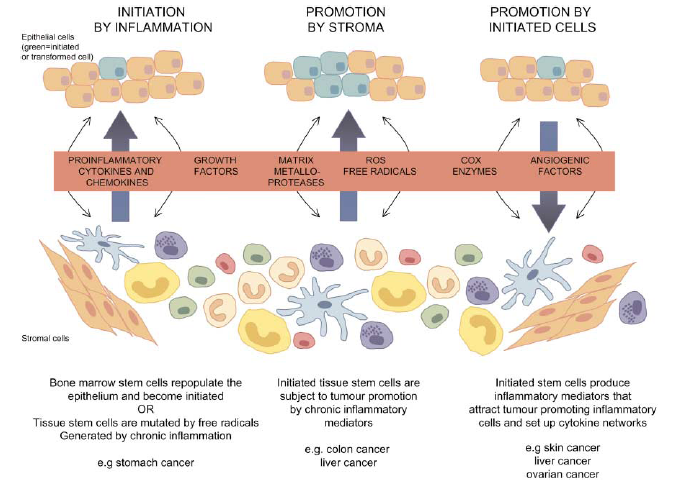 INITIATION
BY INFLAMMATION
PROMOTION
BY STROMA
PROMOTION BY
INITIATED CELLS
Epithelial cells
(green=initiated
or transformed cell)
PROINFLAMMATORY
CYTOKINES AND
CHEMOKINES
GROWTH
FACTORS
MATRIX
METALLO-
PROTEASES
ROS
FREE RADICALS
COX
ENZYMES
ANGIOGENIC
FACTORS
Stromal cells
Bone marrow stem cells repopulate the
epithelium and become initiated
OR
Tissue stem cells are mutated by free radicals
Generated by chronic inflammation
e.g stomach cancer
Initiated tissue stem cells are
subject to tumour promotion
by chronic inflammatory
mediators
e.g. colon cancer
liver cancer
Initiated stem cells produce
inflammatory mediators that
attract tumour promoting inflammatory
cells and set up cytokine networks
e.g skin cancer
liver cancer
ovarian cancer